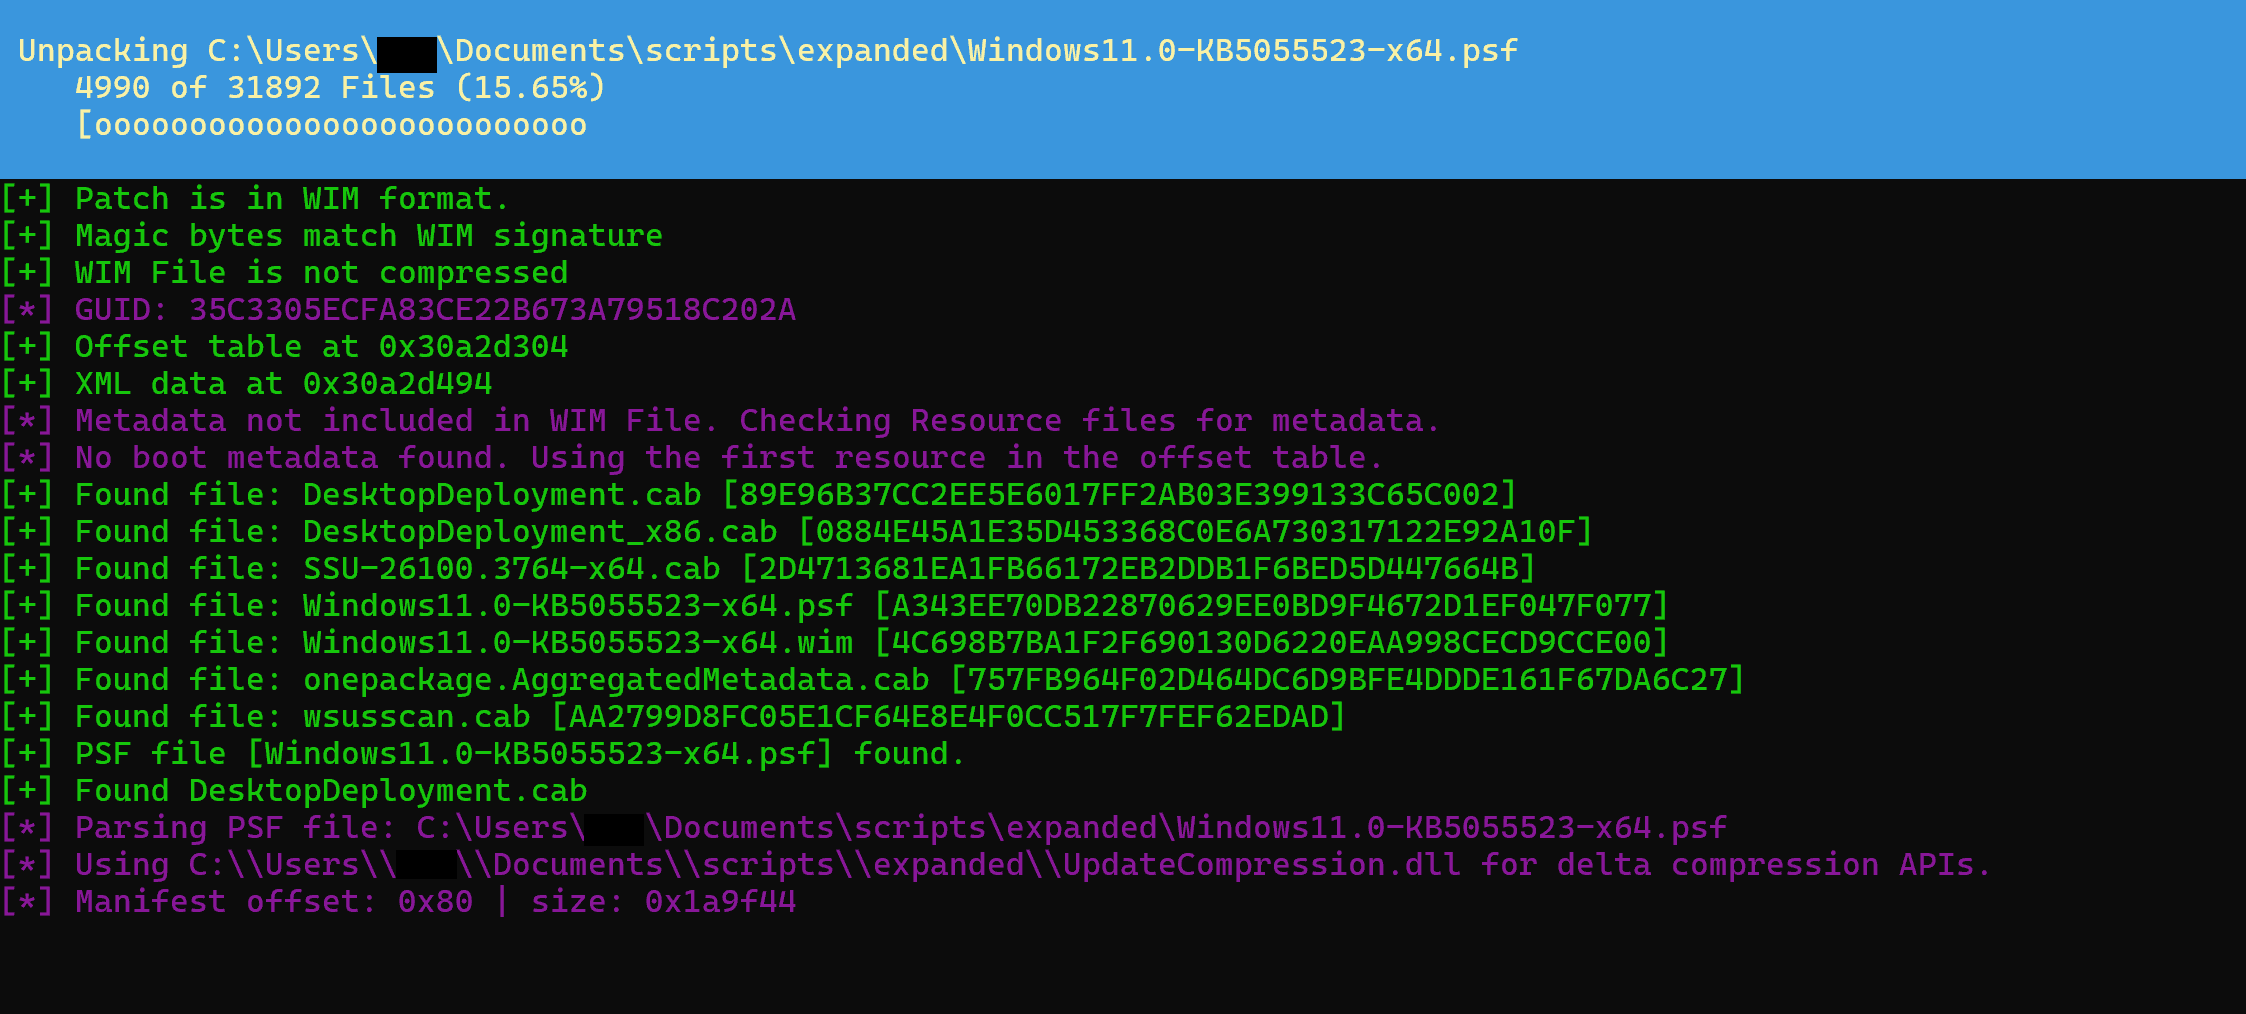 Unpacking C:\Users\ \Documents\scripts\expanded\Windows11.0-KB5055523-x64.psf
4990 of 31892 Files (15.65%)
[oooooooooooooooooooooooooo
[+] Patch is in WIM format.
[+] Magic bytes match WIM signature
[+] WIM File is not compressed
[*] GUID: 35C3305ECFA83CE22B673A79518C202A
[+] Offset table at 0x30a2d304
[+] XML data at 0x30a2d494
[*] Metadata not included in WIM File. Checking Resource files for metadata.
[*] No boot metadata found. Using the first resource in the offset table.
[+] Found file: DesktopDeployment.cab [89E96B37CC2EE5E6017FF2AB03E399133C65C002]
[+] Found file: DesktopDeployment_x86.cab [0884E45A1E35D453368C0E6A730317122E92A10F]
[+] Found file: SSU-26100.3764-x64.cab [2D4713681EA1FB66172EB2DDB1F6BED5D447664B]
[+] Found file: Windows11.0-KB5055523-x64.psf [A343EE70DB22870629EE0BD9F4672D1EF047F077]
[+] Found file: Windows11.0-KB5055523-x64.wim [4C698B7BA1F2F690130D6220EAA998CECD9CCE00]
[+] Found file: onepackage.AggregatedMetadata.cab [757FB964F02D464DC6D9BFE4DDDE161F67DA6C27]
[+] Found file: wsusscan.cab [AA2799D8FC05E1CF64E8E4F0CC517F7FEF62EDAD]
[+] PSF file [Windows11.0-KB5055523-x64.psf] found.
[+] Found DesktopDeployment.cab
[*] Parsing PSF file: C:\Users\ \Documents\scripts\expanded\Windows11.0-KB5055523-x64.psf
[*] Using C:\\Users\\ \\Documents\\scripts\\expanded\\UpdateCompression.dll for delta compression APIs.
[*] Manifest offset: 0x80 | size: 0x1a9f44